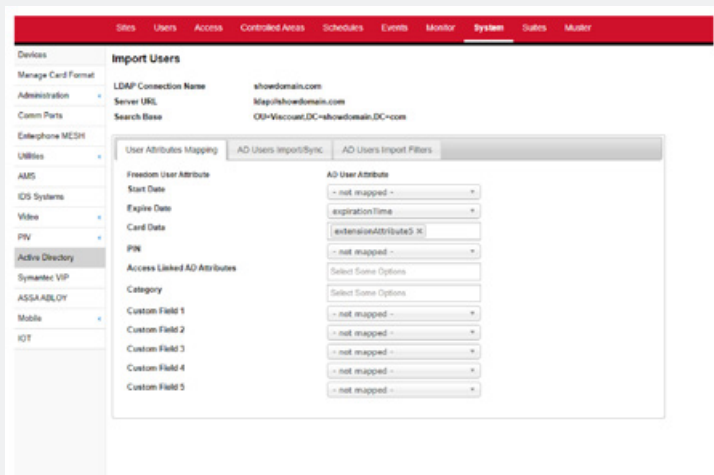 Sites Users Access Controlled Areas Schedules Events Monitor System Suites Muster
Devices
Manage Card Format
Administration
Comm Ports
Enterphone MESH
Utilities
AMS
IDS Systems
Video
PIV
Active Directory
Symantec VIP
ASSA ABLOY
Mobile
IOT
Import Users
LDAP Connection Name showdomain.com
Server URL ldap://showdomain.com
Search Base OU=Viscount,DC=showdomain,DC=com
User Attributes Mapping AD Users Import/Sync AD Users Import Filters
Freedom User Attribute AD User Attribute
Start Date - not mapped -
Expire Date expirationTime
Card Data extensionAttribute5 ×
PIN - not mapped -
Access Linked AD Attributes Select Some Options
Category Select Some Options
Custom Field 1 - not mapped -
Custom Field 2 - not mapped -
Custom Field 3 - not mapped -
Custom Field 4 - not mapped -
Custom Field 5 - not mapped -